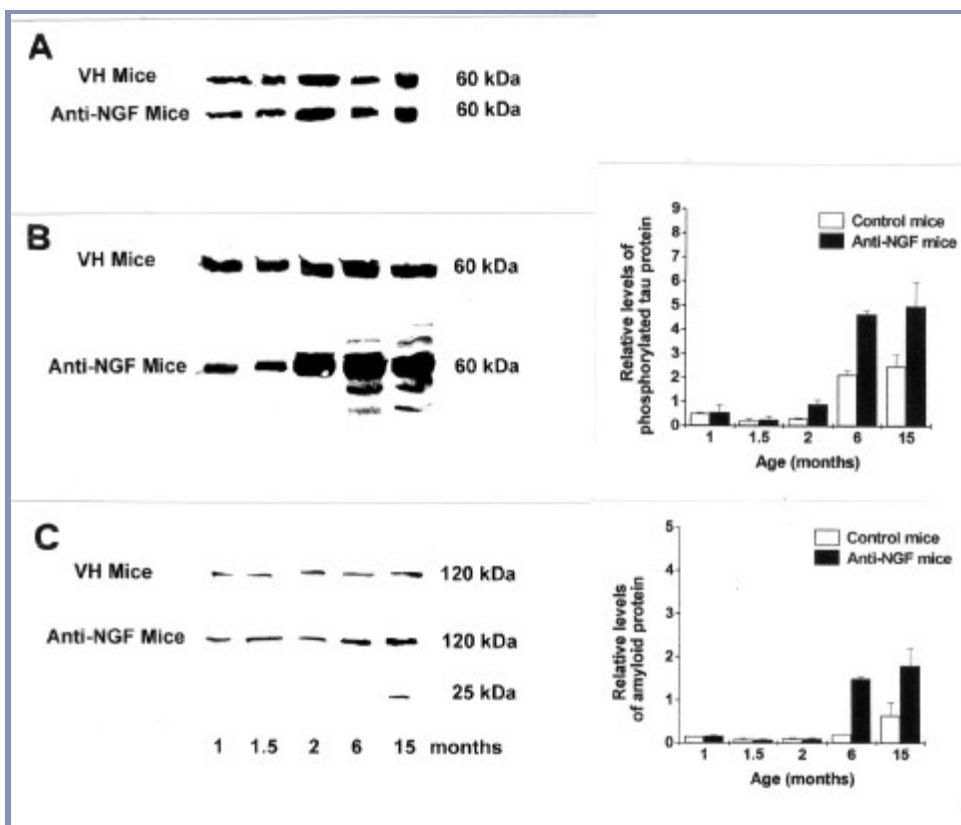 A
VH Mice 60 kDa
Anti-NGF Mice 60 kDa
B
VH Mice 60 kDa
Anti-NGF Mice 60 kDa
Relative levels of
phosphorylated tau protein
9
8
7
6
5
4
3
2
1
0
Control mice
Anti-NGF mice
1 1.5 2 6 15
Age (months)
C
VH Mice 120 kDa
Anti-NGF Mice 120 kDa
25 kDa
1 1.5 2 6 15 months
Relative levels
of amyloid protein
5
4
3
2
1
0
Control mice
Anti-NGF mice
1 1.5 2 6 15
Age (months)